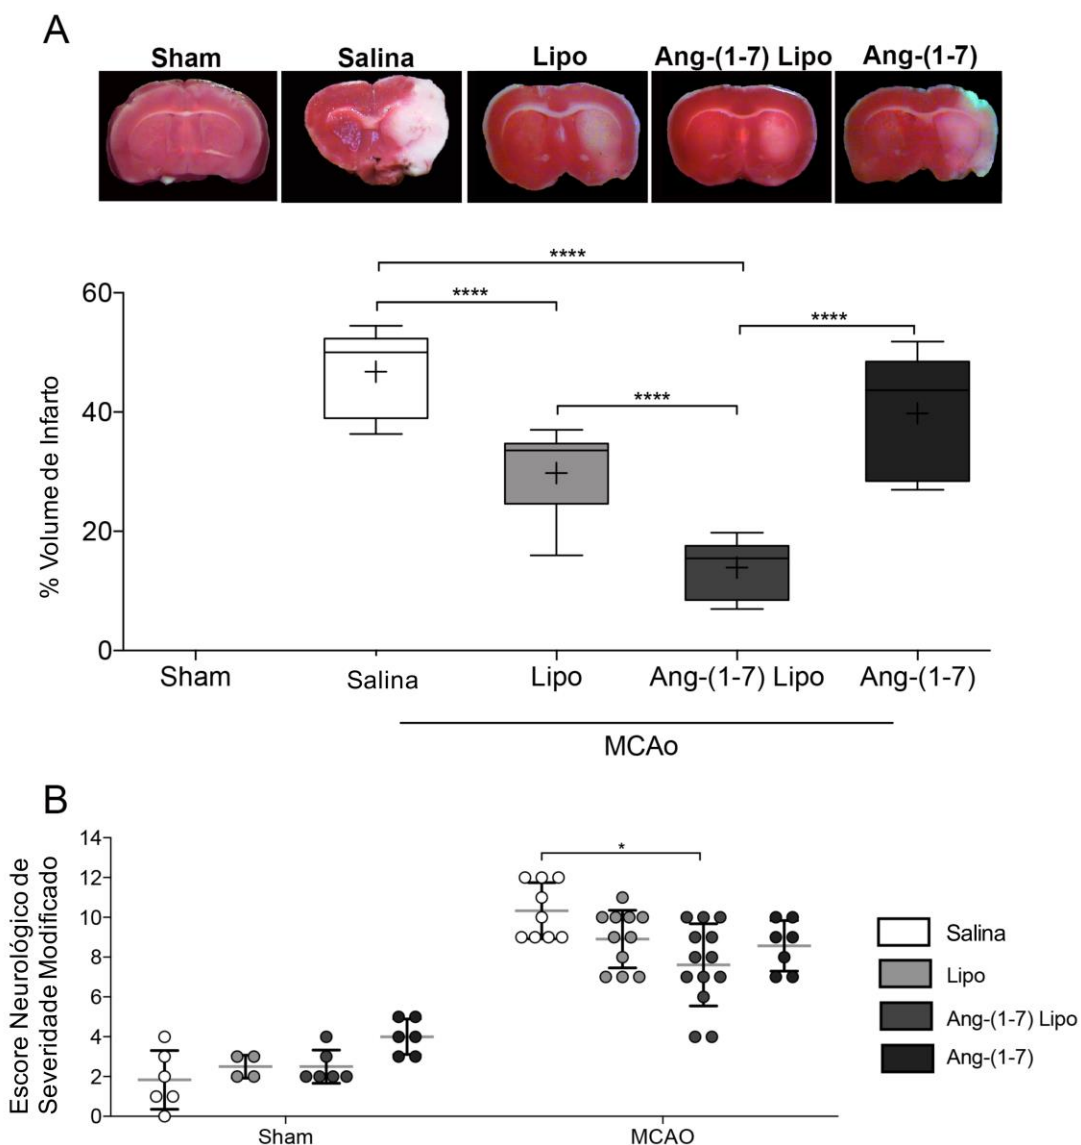 A
Sham Salina Lipo Ang-(1-7) Lipo Ang-(1-7)
****
**** ****
****
% Volume de Infarto
60
40
20
0
Sham Salina Lipo Ang-(1-7) Lipo Ang-(1-7)
MCAo
B
Escore Neurológico de
Severidade Modificado
14
12
10
8
6
4
2
0
*
Sham MCAO
Salina
Lipo
Ang-(1-7) Lipo
Ang-(1-7)